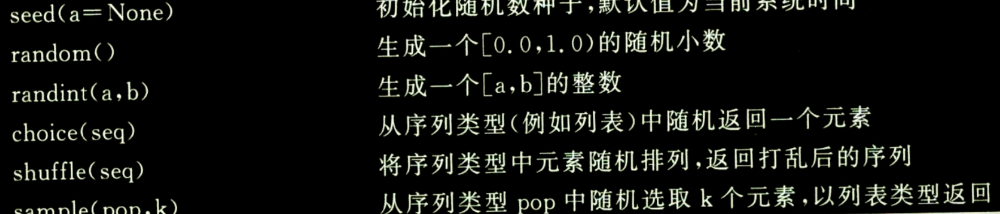 seed(a=None) 初始化随机数种子,默认值为当前系统时间
random() 生成一个[0.0,1.0)的随机小数
randint(a,b) 生成一个[a,b]的整数
choice(seq) 从序列类型(例如列表)中随机返回一个元素
shuffle(seq) 将序列类型中元素随机排列,返回打乱后的序列
sample(pop,k) 从序列类型 pop 中随机选取 k 个元素,以列表类型返回